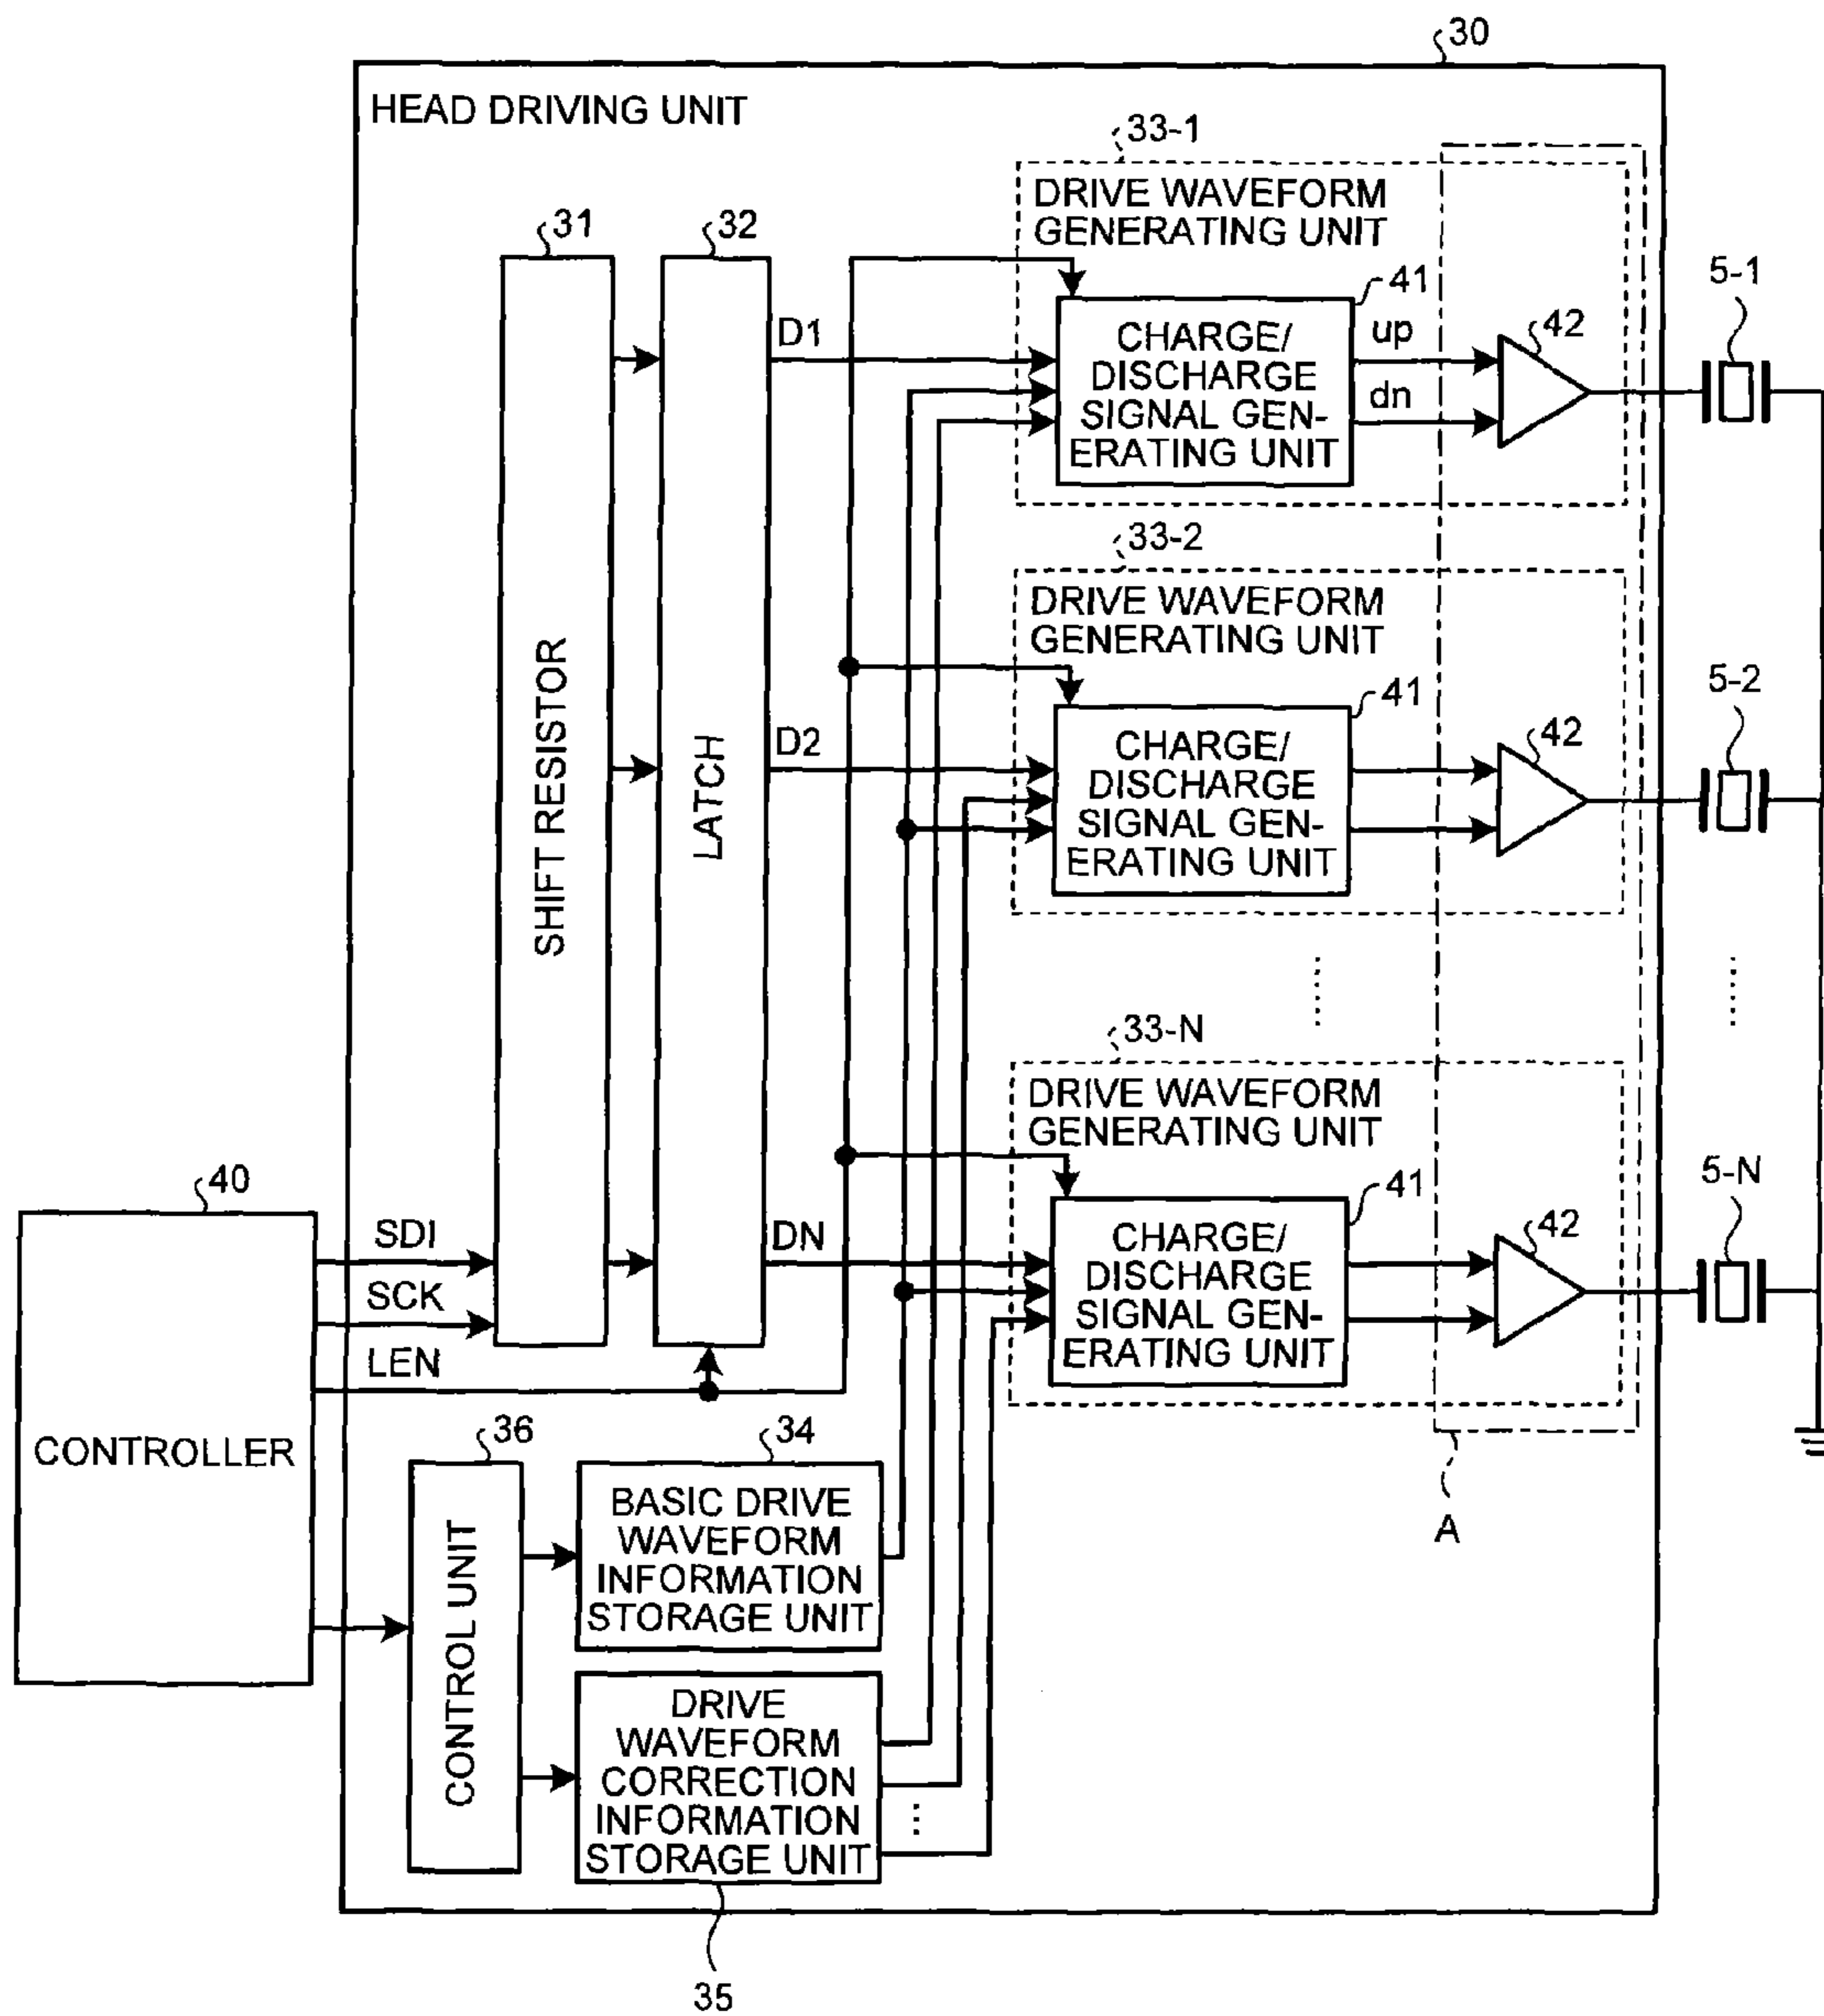 30
HEAD DRIVING UNIT
33-1
DRIVE WAVEFORM
GENERATING UNIT
31
32
41
5-1
D1
CHARGE/
DISCHARGE
SIGNAL GEN-
ERATING UNIT
up
dn
42
33-2
DRIVE WAVEFORM
GENERATING UNIT
41
5-2
SHIFT RESISTOR
LATCH
D2
CHARGE/
DISCHARGE
SIGNAL GEN-
ERATING UNIT
42
33-N
DRIVE WAVEFORM
GENERATING UNIT
40
41
5-N
SDI
SCK
LEN
DN
CHARGE/
DISCHARGE
SIGNAL GEN-
ERATING UNIT
42
CONTROLLER
36
34
A
CONTROL UNIT
BASIC DRIVE
WAVEFORM
INFORMATION
STORAGE UNIT
DRIVE
WAVEFORM
CORRECTION
INFORMATION
STORAGE UNIT
35